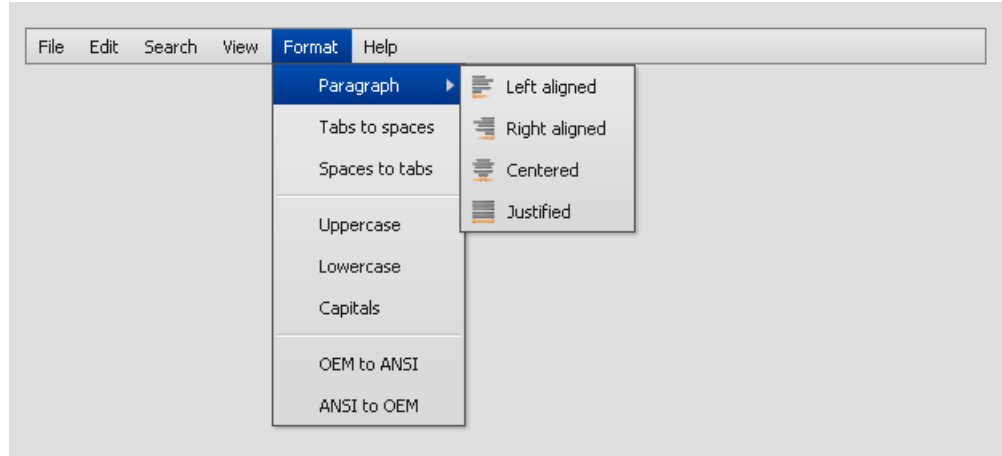 File Edit Search View Format Help
Paragraph
Tabs to spaces
Spaces to tabs
Uppercase
Lowercase
Capitals
OEM to ANSI
ANSI to OEM
Left aligned
Right aligned
Centered
Justified